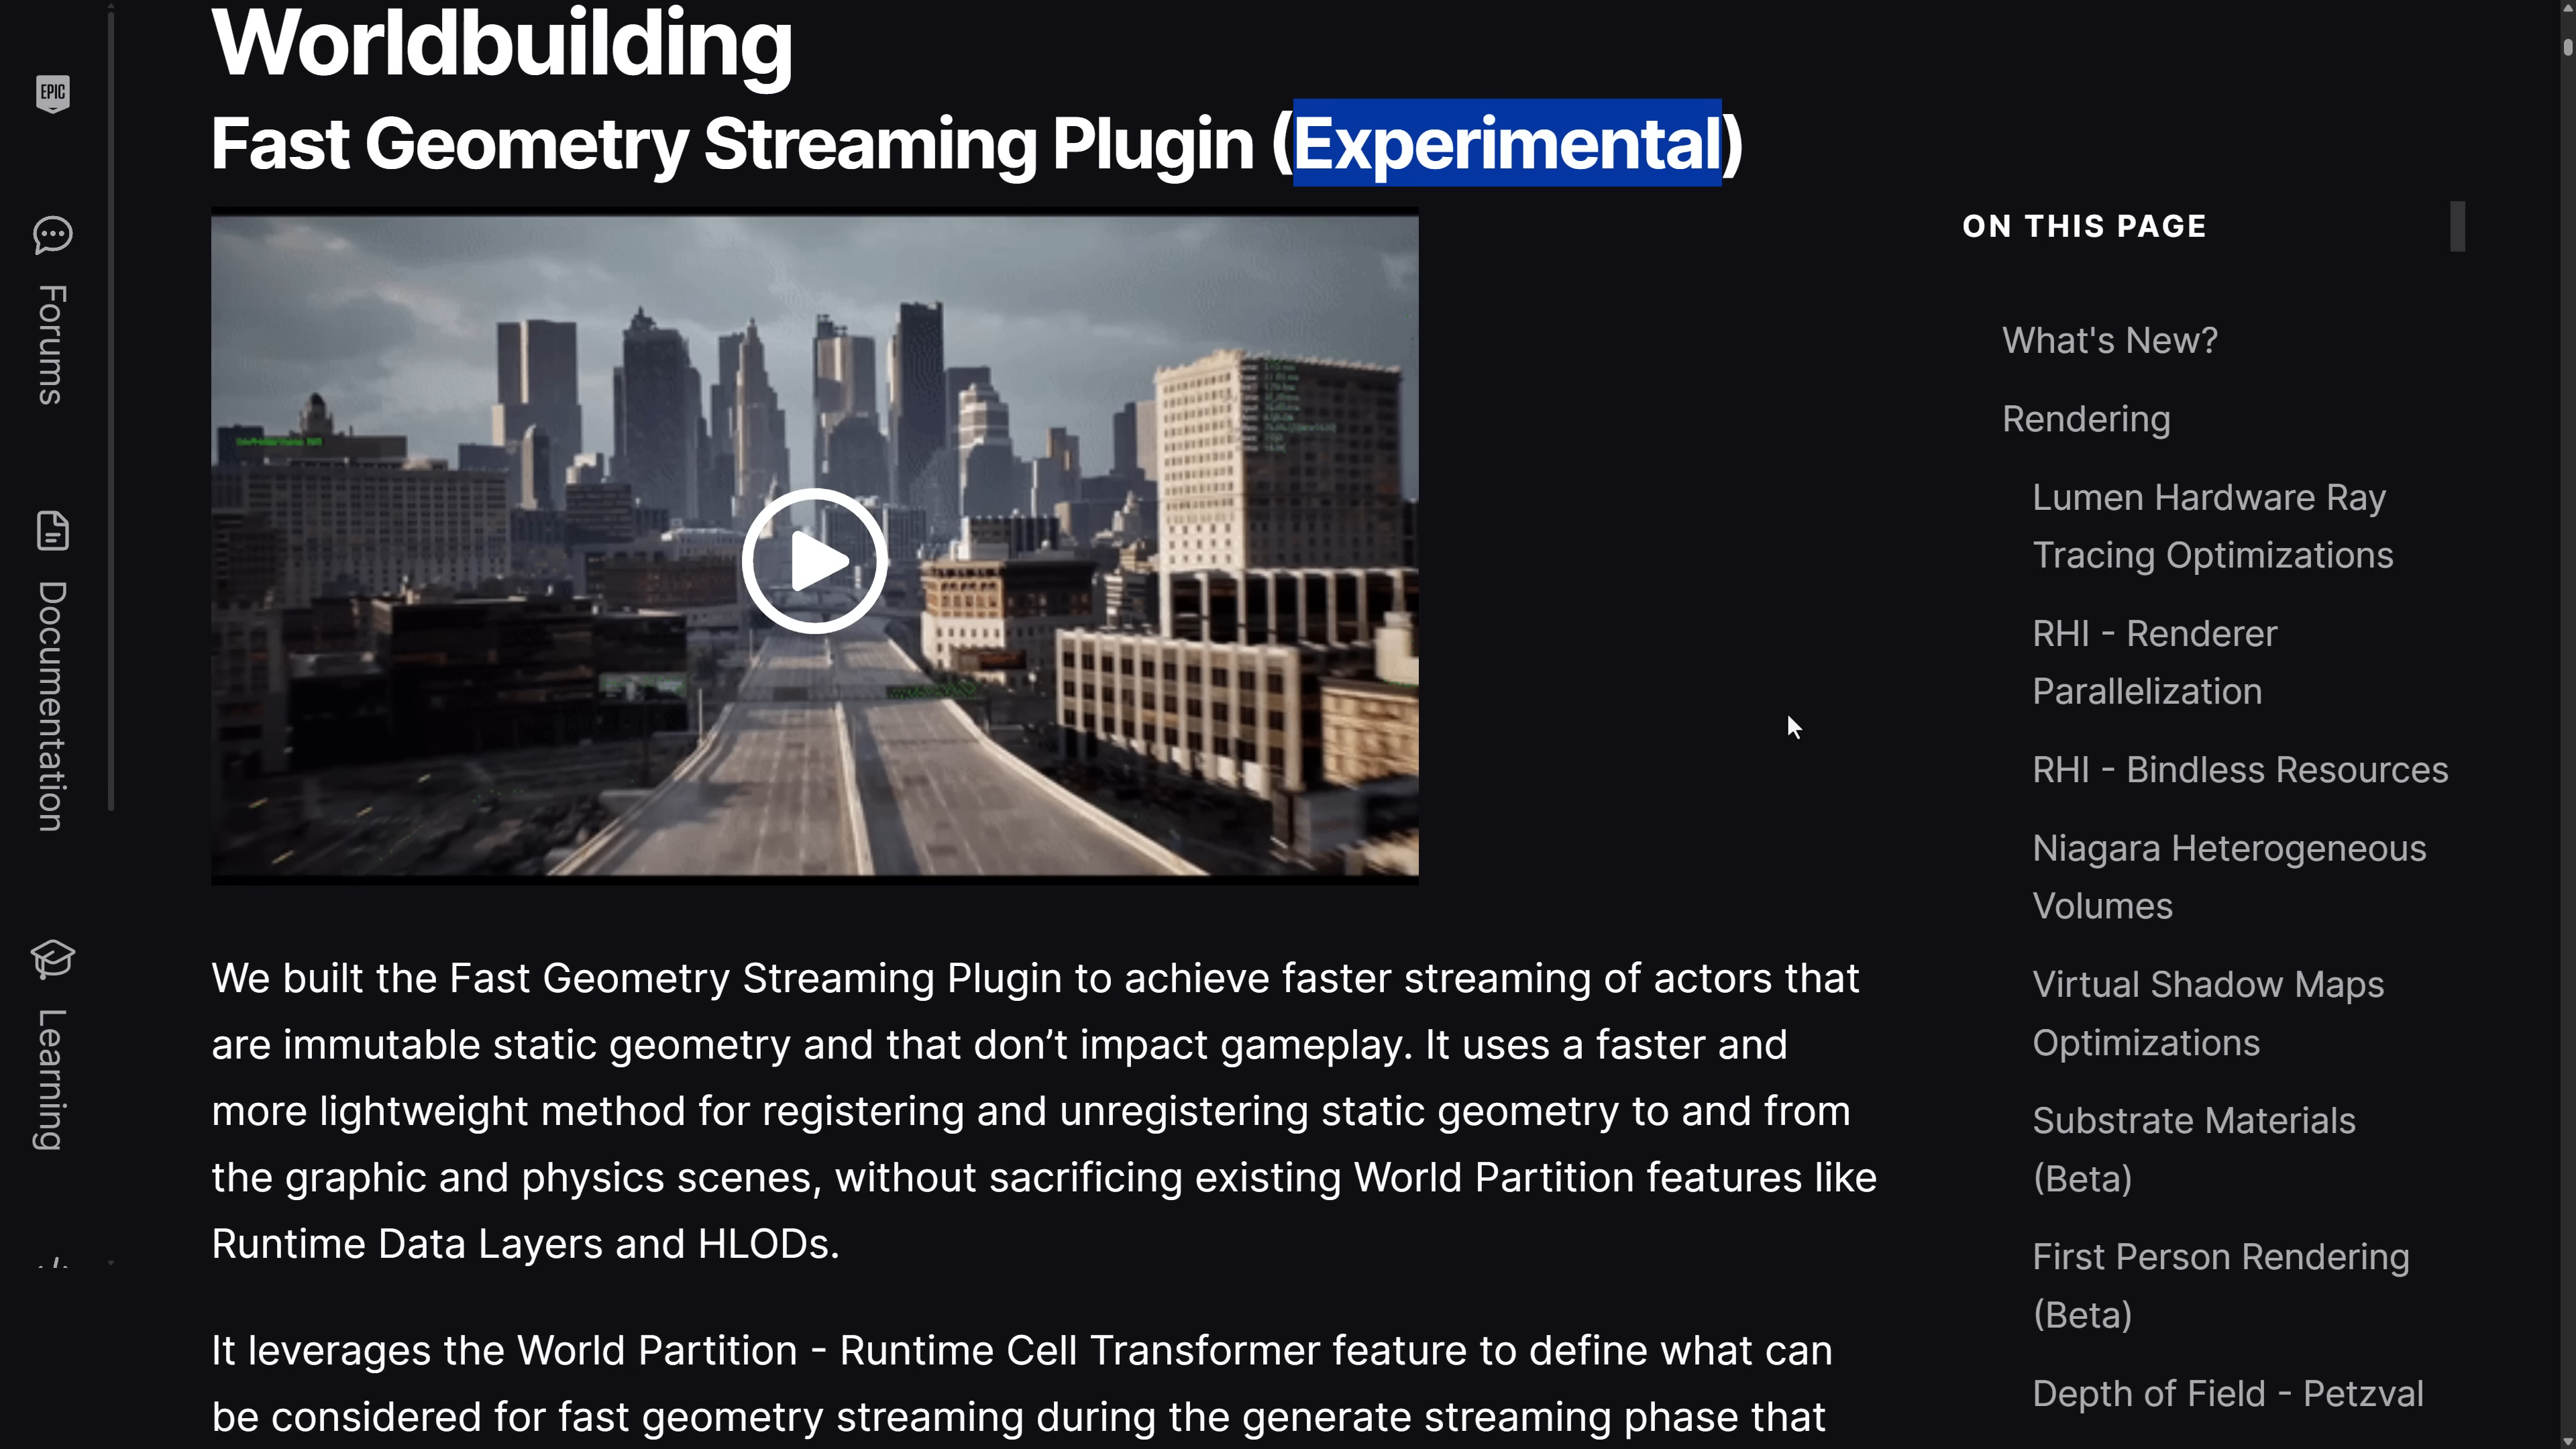 Worldbuilding
Fast Geometry Streaming Plugin (Experimental)
EPIC
Forums
Documentation
Learning
We built the Fast Geometry Streaming Plugin to achieve faster streaming of actors that
are immutable static geometry and that don’t impact gameplay. It uses a faster and
more lightweight method for registering and unregistering static geometry to and from
the graphic and physics scenes, without sacrificing existing World Partition features like
Runtime Data Layers and HLODs.
It leverages the World Partition - Runtime Cell Transformer feature to define what can
be considered for fast geometry streaming during the generate streaming phase that
ON THIS PAGE
What's New?
Rendering
Lumen Hardware Ray
Tracing Optimizations
RHI - Renderer
Parallelization
RHI - Bindless Resources
Niagara Heterogeneous
Volumes
Virtual Shadow Maps
Optimizations
Substrate Materials
(Beta)
First Person Rendering
(Beta)
Depth of Field - Petzval